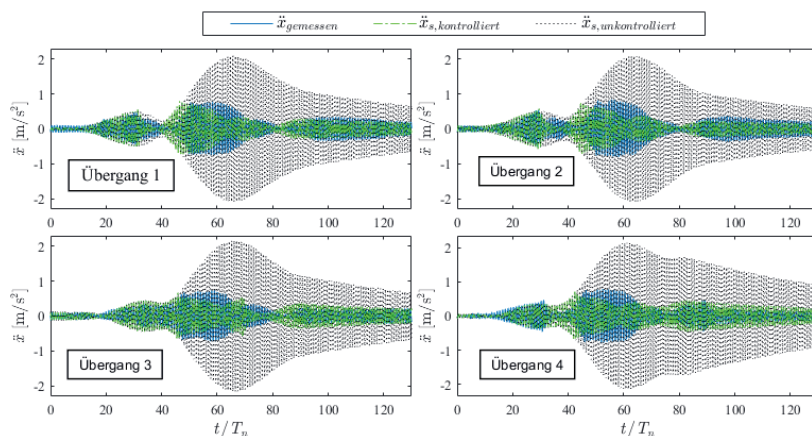 ẍgemessen ẍs,kontrolliert ẍs,unkontrolliert
2
1
0
-1
-2
ẍ [m/s²]
Übergang 1
0 20 40 60 80 100 120
2
1
0
-1
-2
ẍ [m/s²]
Übergang 2
0 20 40 60 80 100 120
2
1
0
-1
-2
ẍ [m/s²]
Übergang 3
0 20 40 60 80 100 120
t/Tn
2
1
0
-1
-2
ẍ [m/s²]
Übergang 4
0 20 40 60 80 100 120
t/Tn